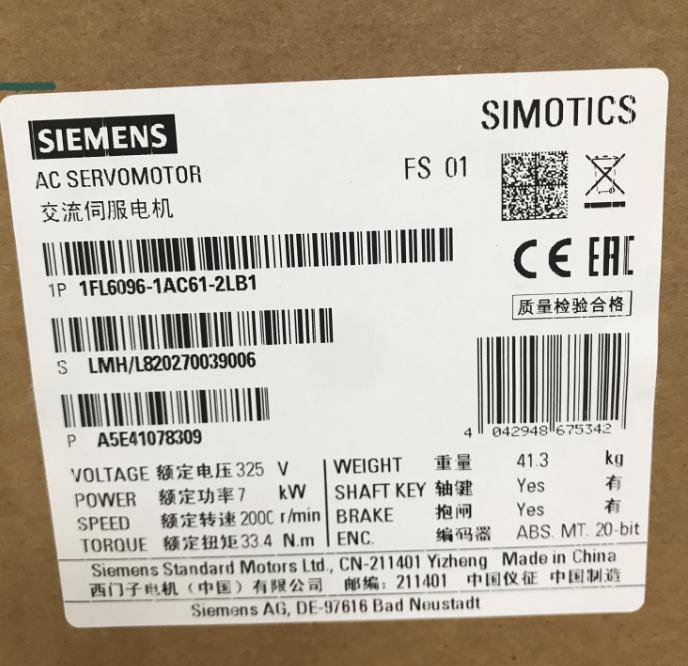 SIEMENS
SIMOTICS
AC SERVOMOTOR
FS 01
交流伺服电机
1P 1FL6096-1AC61-2LB1
CE EAC
质量检验合格
S LMH/L820270039006
P A5E41078309
4 042948 675342
VOLTAGE 额定电压 325 V
POWER 额定功率 7 kW
SPEED 额定转速 2000 r/min
TORQUE 额定扭矩 33.4 N.m
WEIGHT 重量 41.3 kg
SHAFT KEY 轴键 Yes 有
BRAKE 抱闸 Yes 有
ENC. 编码器 ABS. MT. 20-bit
Siemens Standard Motors Ltd., CN-211401 Yizheng Made in China
西门子电机（中国）有限公司 邮编：211401 中国仪征 中国制造
Siemens AG, DE-97616 Bad Neustadt